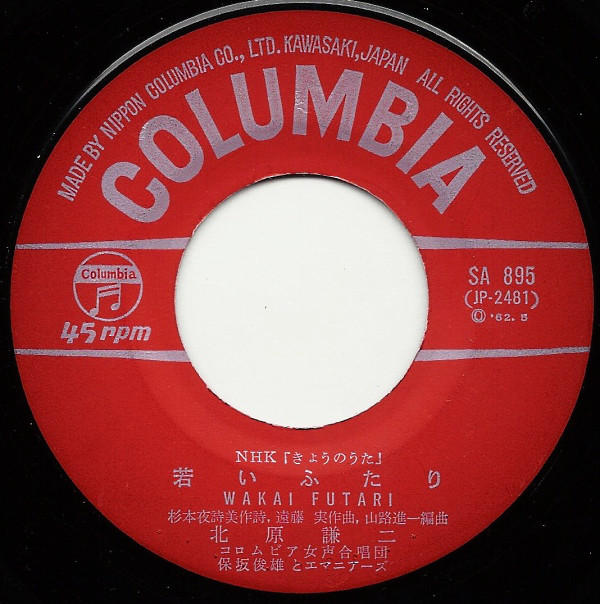 MADE BY NIPPON COLUMBIA CO., LTD. KAWASAKI, JAPAN ALL RIGHTS RESERVED
COLUMBIA
Columbia
45 rpm
SA 895
(JP-2481)
Ⓒ '62. 5
NHK『きょうのうた』
若いふたり
WAKAI FUTARI
杉本夜詩美作詩, 遠藤 実作曲, 山路進一編曲
北原謙二
コロムビア女声合唱団
保坂俊雄とエマニアーズ